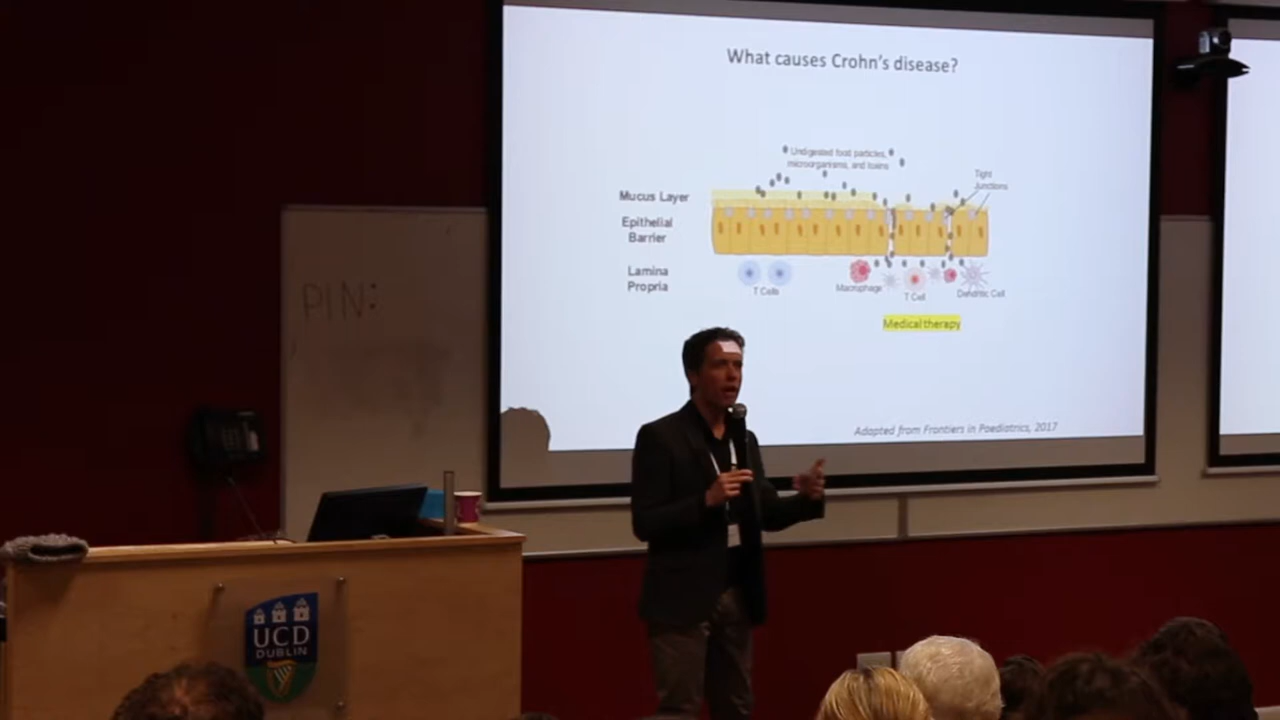 What causes Crohn's disease?
Undigested food particles,
microorganisms, and toxins
Tight
Junctions
Mucus Layer
Epithelial
Barrier
Lamina
Propria
T Cells
Macrophage
T Cell
Dendritic Cell
Medical therapy
Adapted from Frontiers in Paediatrics, 2017
PIN:
UCD
DUBLIN